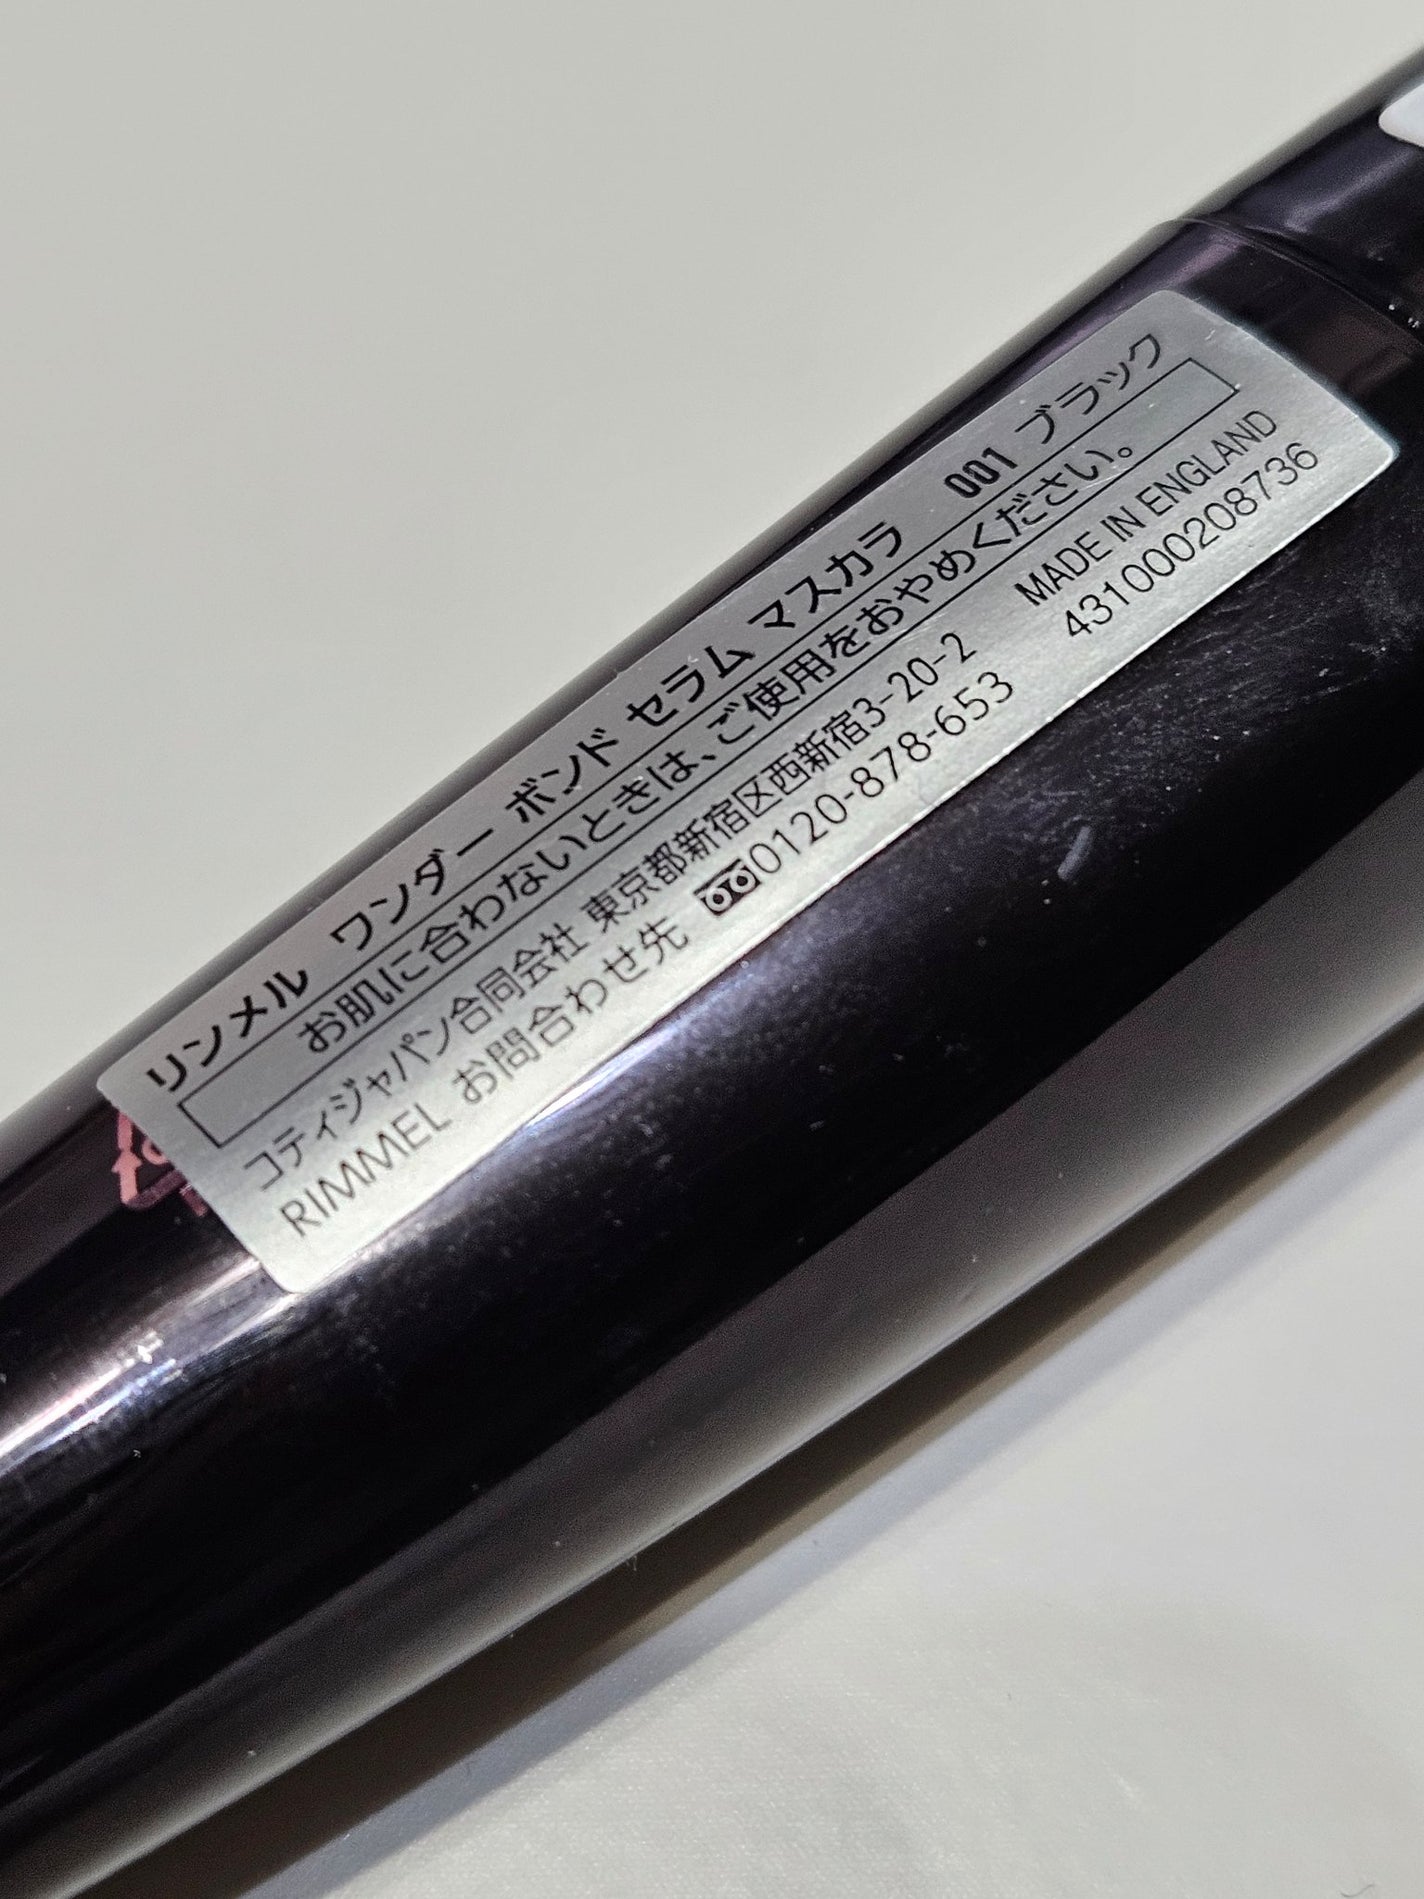 リンメル ワンダー ボンド セラム マスカラ 001 ブラック
お肌に合わないときは、ご使用をおやめください。
コティジャパン合同会社 東京都新宿区西新宿3-20-2 MADE IN ENGLAND
RIMMEL お問合わせ先 0120-878-653 431000208736